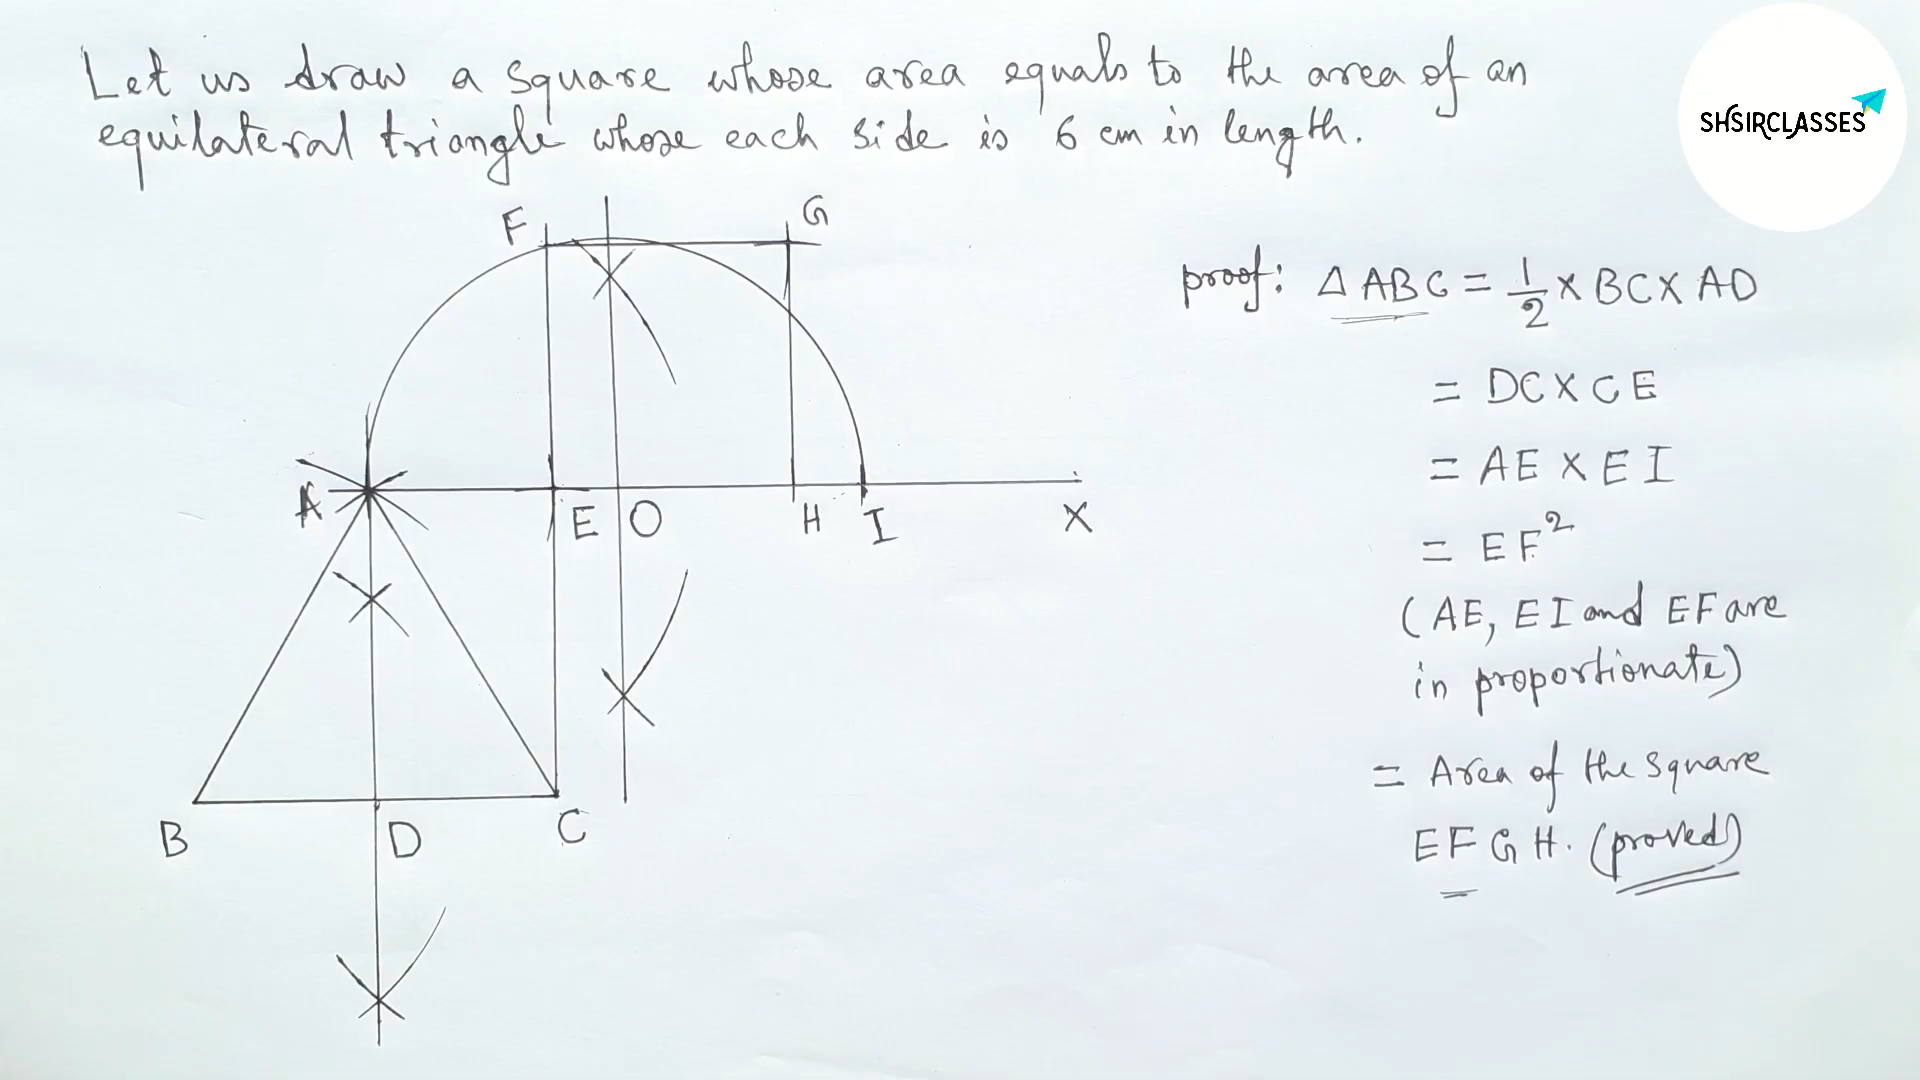 Let us draw a square whose area equals to the area of an
equilateral triangle whose each side is 6 cm in length.
SHSIRCLASSES
F
G
A
E
O
H
I
X
B
D
C
proof: Δ ABC = 1/2 X BC X AD
= DC X CE
= AE X EI
= EF²
(AE, EI and EF are
in proportionate)
= Area of the square
EFGH. (proved)